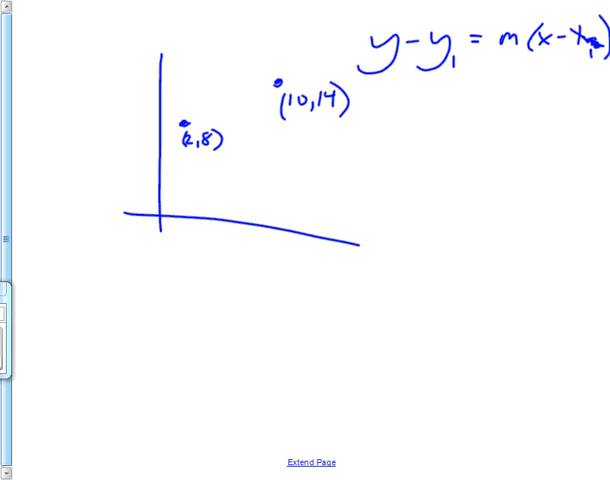 y-y₁ = m(x-x₁)
(10,14)
(2,8)
Extend Page